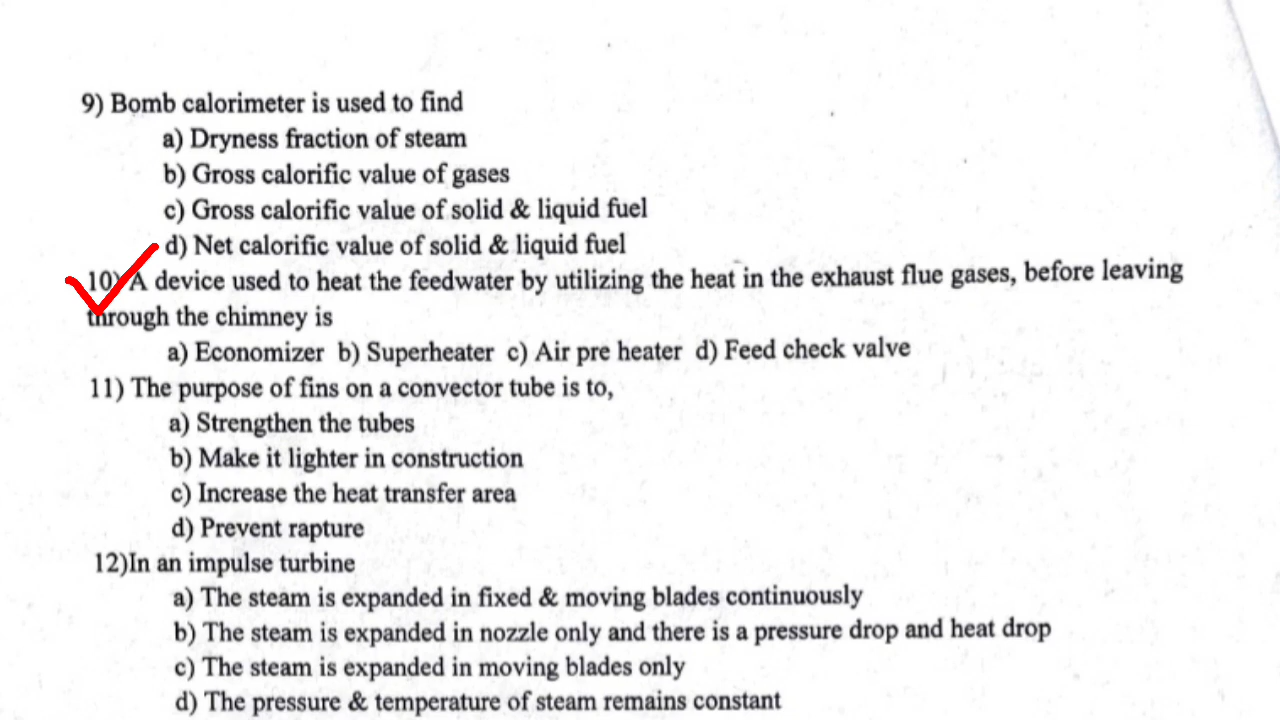 9) Bomb calorimeter is used to find
a) Dryness fraction of steam
b) Gross calorific value of gases
c) Gross calorific value of solid & liquid fuel
d) Net calorific value of solid & liquid fuel
10) A device used to heat the feedwater by utilizing the heat in the exhaust flue gases, before leaving
through the chimney is
a) Economizer b) Superheater c) Air pre heater d) Feed check valve
11) The purpose of fins on a convector tube is to,
a) Strengthen the tubes
b) Make it lighter in construction
c) Increase the heat transfer area
d) Prevent rapture
12)In an impulse turbine
a) The steam is expanded in fixed & moving blades continuously
b) The steam is expanded in nozzle only and there is a pressure drop and heat drop
c) The steam is expanded in moving blades only
d) The pressure & temperature of steam remains constant